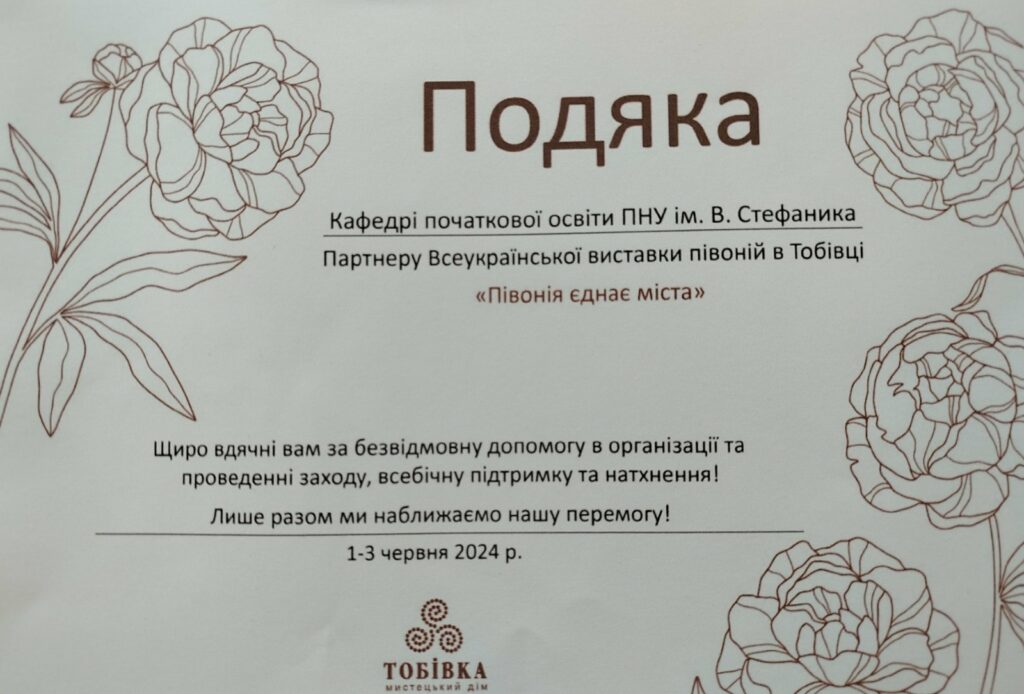 Подяка
Кафедрі початкової освіти ПНУ ім. В. Стефаника
Партнеру Всеукраїнської виставки півоній в Тобівці
«Півонія єднає міста»
Щиро вдячні вам за безвідмовну допомогу в організації та
проведенні заходу, всебічну підтримку та натхнення!
Лише разом ми наближаємо нашу перемогу!
1-3 червня 2024 р.
ТОБІВКА
мистецький дім